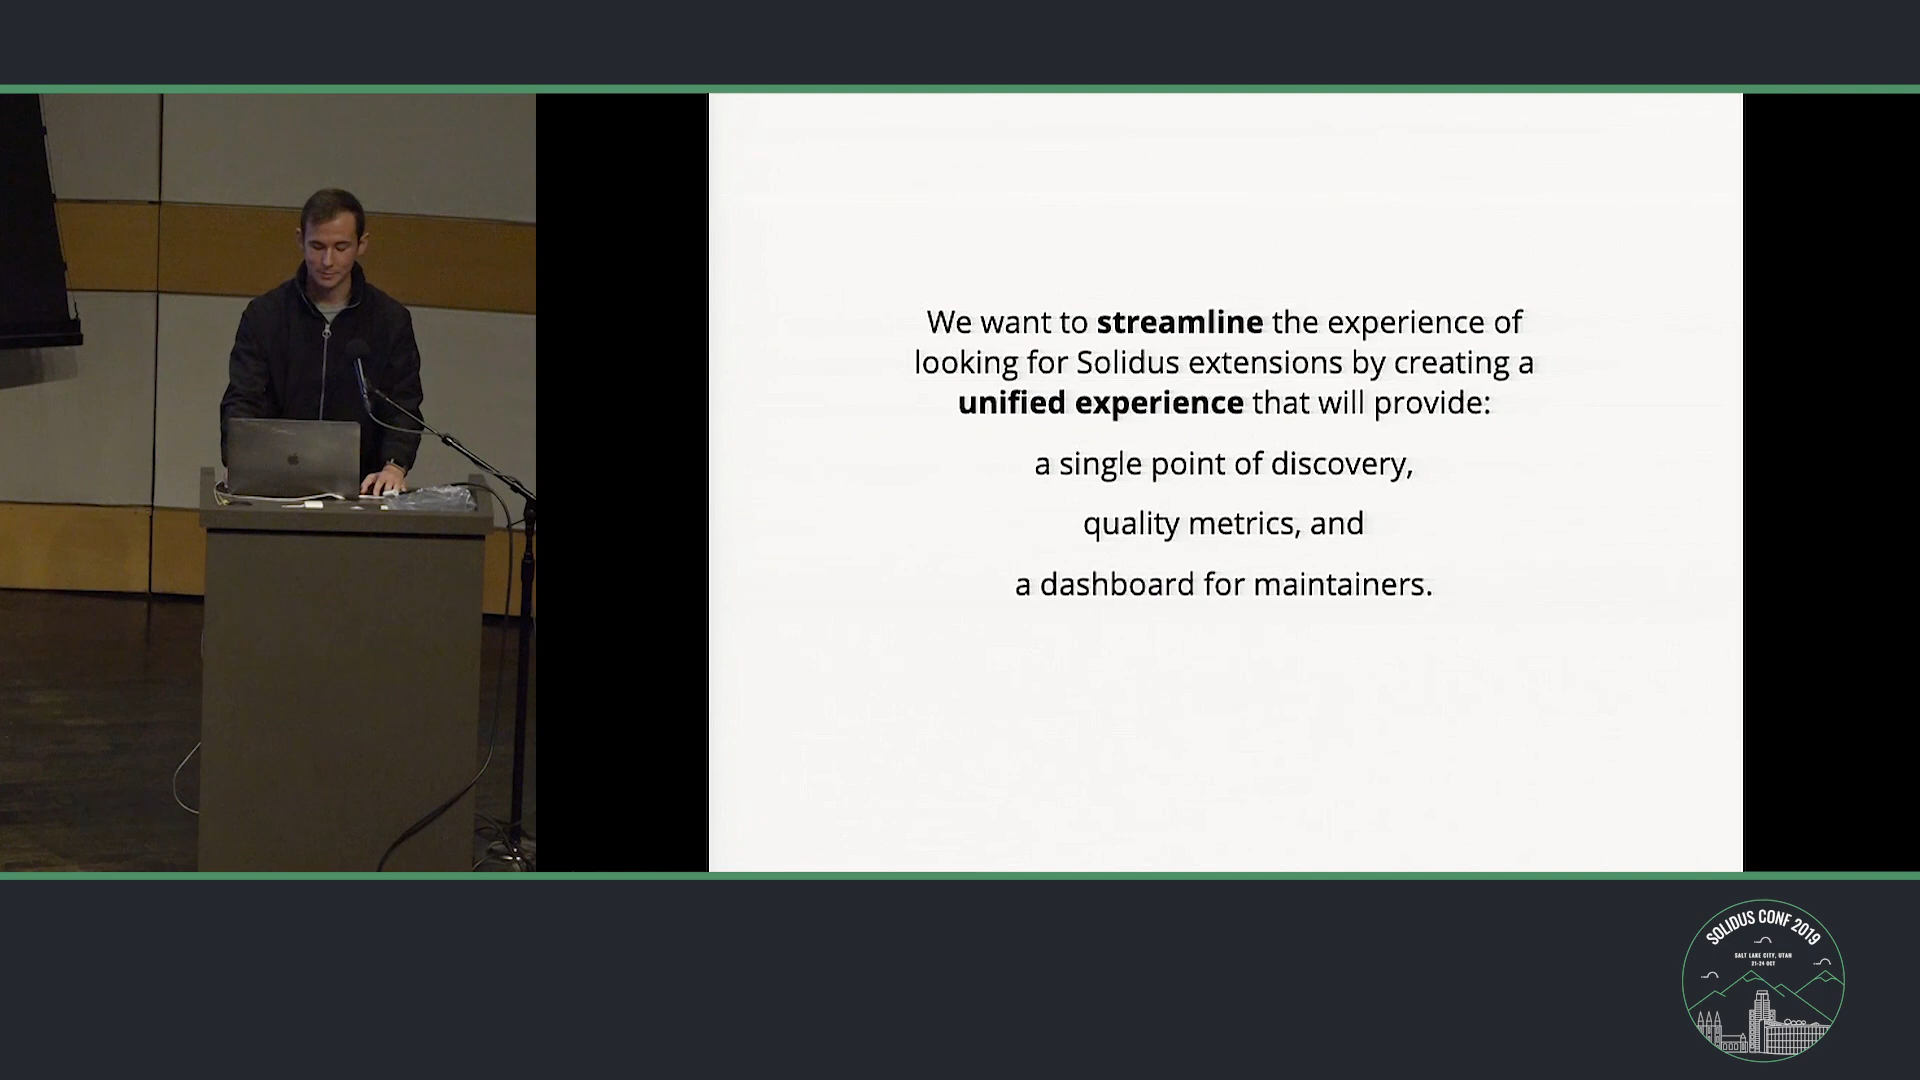 We want to streamline the experience of
looking for Solidus extensions by creating a
unified experience that will provide:
a single point of discovery,
quality metrics, and
a dashboard for maintainers.
SOLIDUS CONF 2019
SALT LAKE CITY, UTAH
21-24 OCT